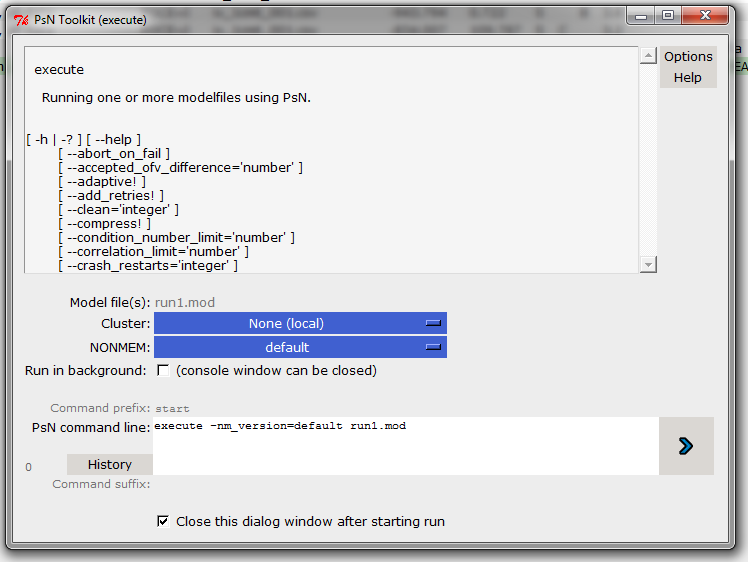 PsN Toolkit (execute)
Options
Help
execute
Running one or more modelfiles using PsN.
[ -h | -? ] [ --help ]
[ --abort_on_fail ]
[ --accepted_ofv_difference='number' ]
[ --adaptive! ]
[ --add_retries! ]
[ --clean='integer' ]
[ --compress! ]
[ --condition_number_limit='number' ]
[ --correlation_limit='number' ]
[ --crash_restarts='integer' ]
Model file(s): run1.mod
Cluster: None (local)
NONMEM: default
Run in background: (console window can be closed)
Command prefix: start
PsN command line: execute -nm_version=default run1.mod
0 History
Command suffix:
Close this dialog window after starting run